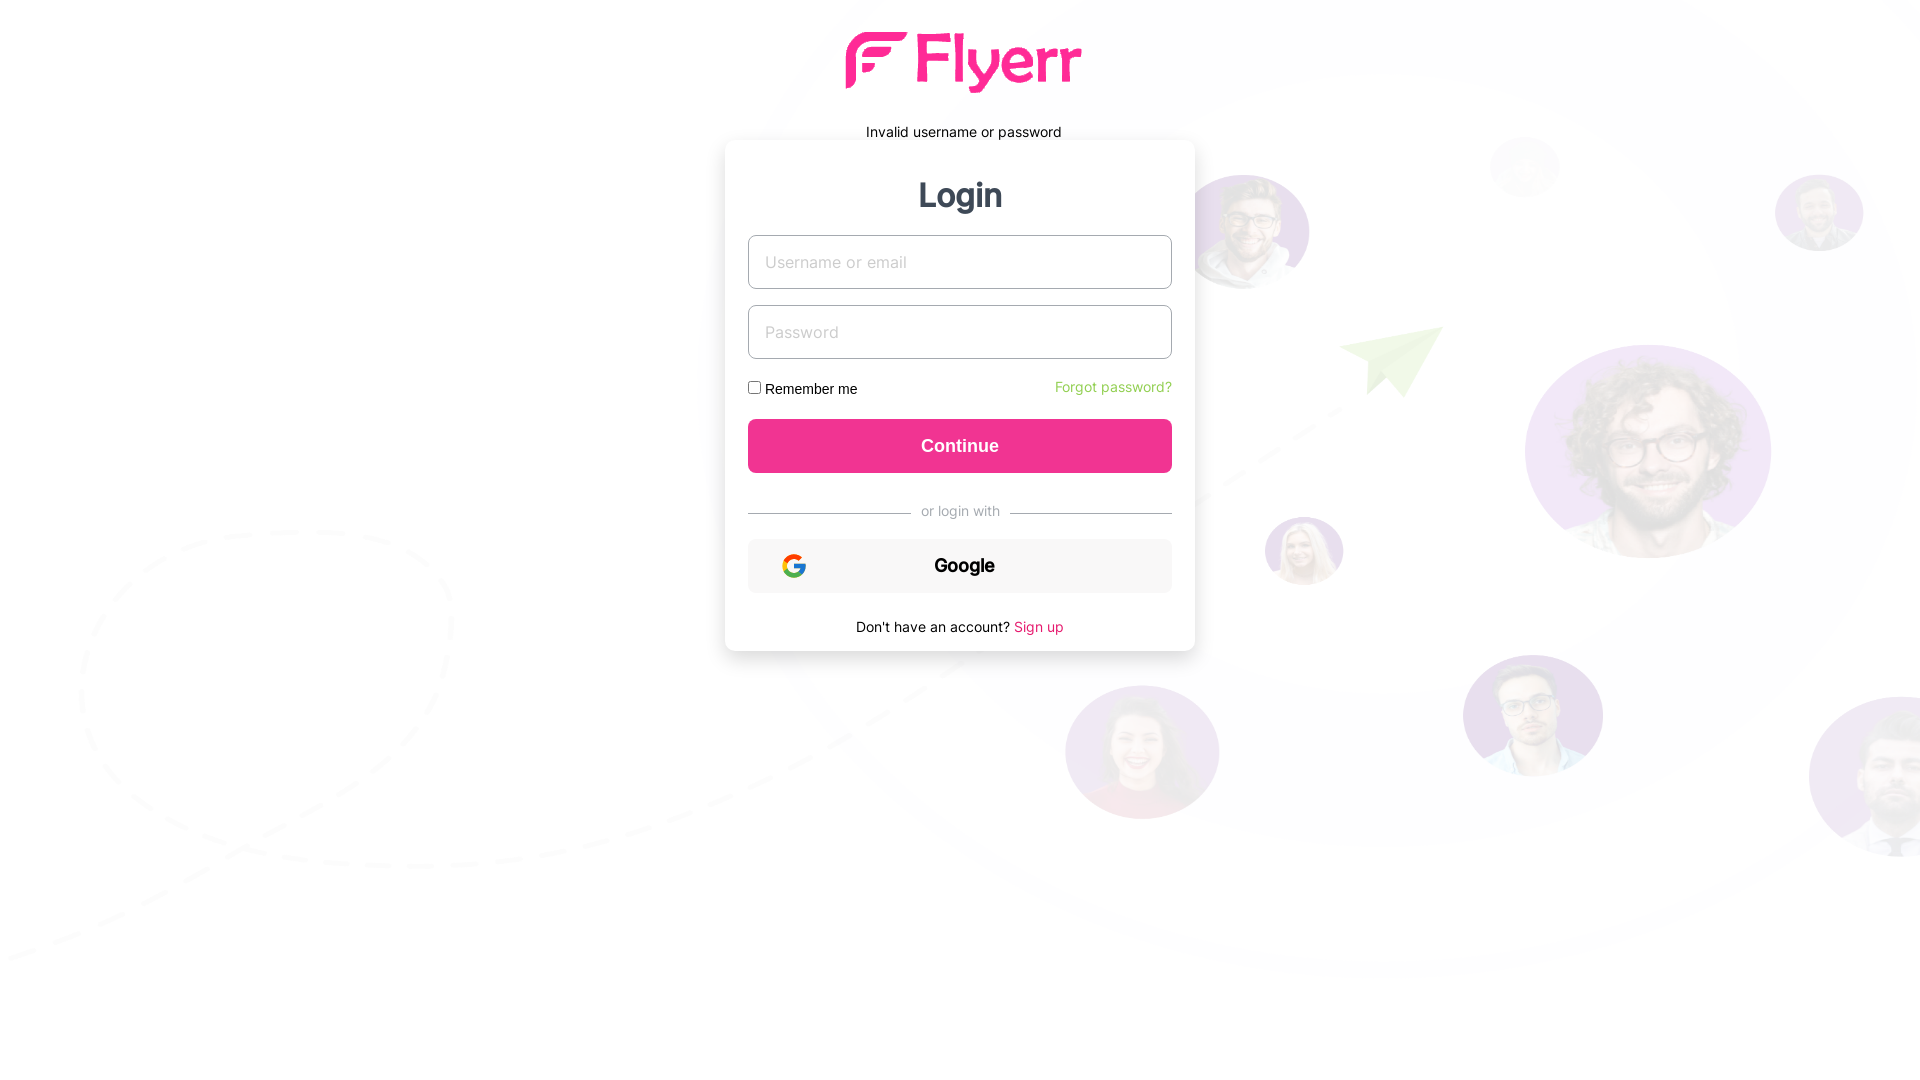 Flyerr
Invalid username or password
Login
Username or email
Password
Remember me
Forgot password?
Continue
or login with
Google
Don't have an account? Sign up